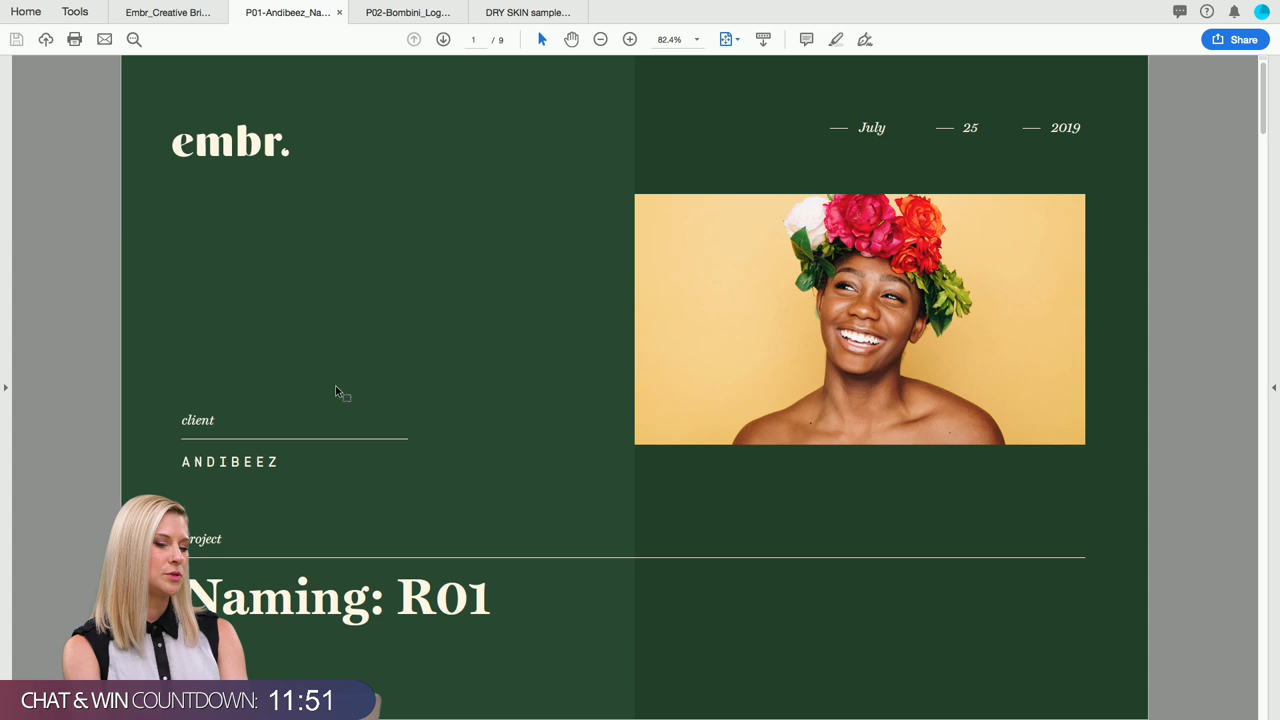 Home Tools Embr_Creative Bri... P01-Andibeez_Na... × P02-Bombini_Log... DRY SKIN sample...
1 / 9 82.4% Share
embr.
— July — 25 — 2019
client
ANDIBEEZ
roject
Naming: R01
CHAT & WIN COUNTDOWN: 11:51